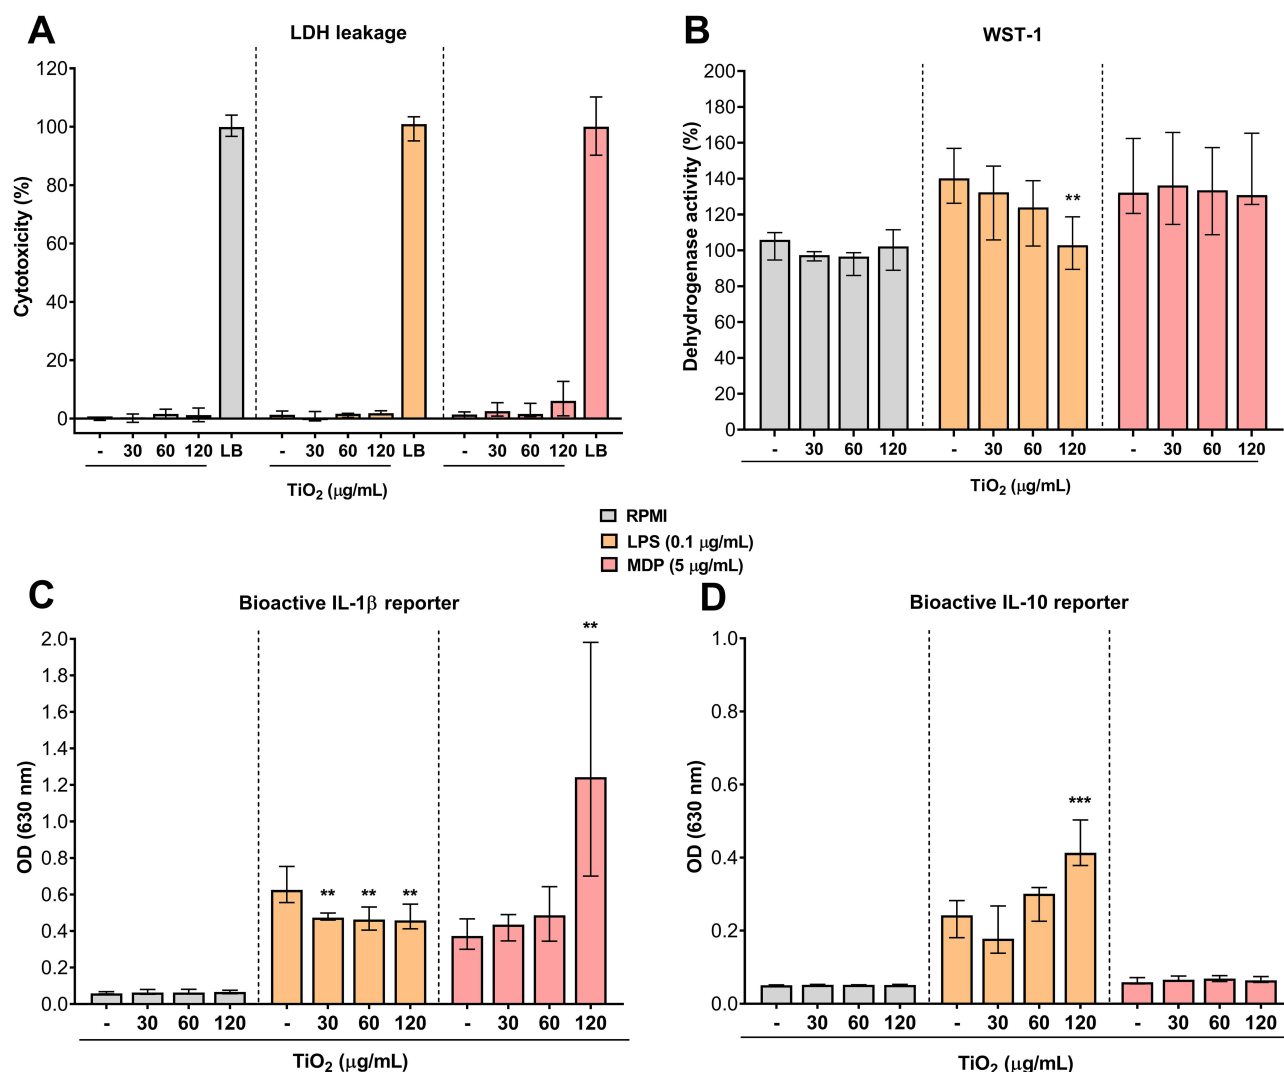 A
LDH leakage
Cytotoxicity (%)
120
100
80
60
40
20
0
- 30 60 120 LB - 30 60 120 LB - 30 60 120 LB
TiO2 (μg/mL)
B
WST-1
Dehydrogenase activity (%)
200
180
160
140
120
100
80
60
40
20
0
**
- 30 60 120 - 30 60 120 - 30 60 120
TiO2 (μg/mL)
RPMI
LPS (0.1 μg/mL)
MDP (5 μg/mL)
C
Bioactive IL-1β reporter
OD (630 nm)
2.0
1.8
1.6
1.4
1.2
1.0
0.8
0.6
0.4
0.2
0.0
** ** ** **
- 30 60 120 - 30 60 120 - 30 60 120
TiO2 (μg/mL)
D
Bioactive IL-10 reporter
OD (630 nm)
1.0
0.8
0.6
0.4
0.2
0.0
***
- 30 60 120 - 30 60 120 - 30 60 120
TiO2 (μg/mL)